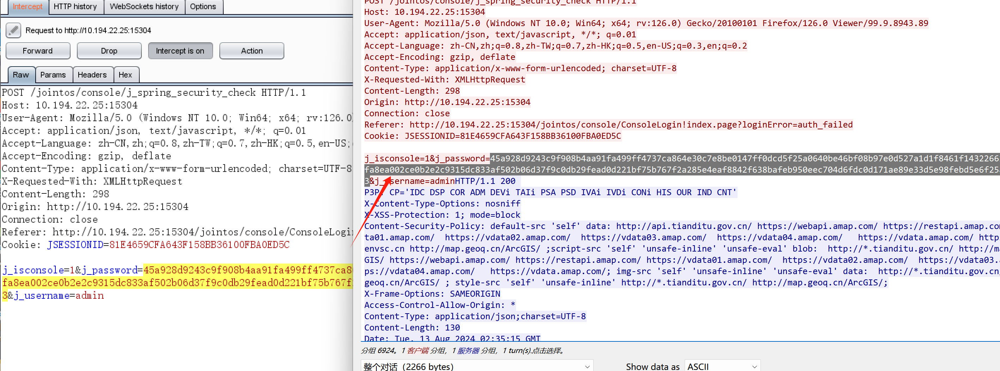 Intercept HTTP history WebSockets history Options
Request to http://10.194.22.25:15304
Forward Drop Intercept is on Action
Raw Params Headers Hex
POST /jointos/console/j_spring_security_check HTTP/1.1
Host: 10.194.22.25:15304
User-Agent: Mozilla/5.0 (Windows NT 10.0; Win64; x64; rv:126.0)
Accept: application/json, text/javascript, */*; q=0.01
Accept-Language: zh-CN,zh;q=0.8,zh-TW;q=0.7,zh-HK;q=0.5,en-US;
Accept-Encoding: gzip, deflate
Content-Type: application/x-www-form-urlencoded; charset=UTF-8
X-Requested-With: XMLHttpRequest
Content-Length: 298
Origin: http://10.194.22.25:15304
Connection: close
Referer: http://10.194.22.25:15304/jointos/console/ConsoleLogi
Cookie: JSESSIONID=81E4659CFA643F158BB36100FBA0ED5C
j_isconsole=1&j_password=45a928d9243c9f908b4aa91fa499ff4737ca8
fa8ea002ce0b2e2c9315dc833af502b06d37f9c0db29fead0d221bf75b767f
3&j_username=admin
POST /jointos/console/j_spring_security_check HTTP/1.1
Host: 10.194.22.25:15304
User-Agent: Mozilla/5.0 (Windows NT 10.0; Win64; x64; rv:126.0) Gecko/20100101 Firefox/126.0 Viewer/99.9.8943.89
Accept: application/json, text/javascript, */*; q=0.01
Accept-Language: zh-CN,zh;q=0.8,zh-TW;q=0.7,zh-HK;q=0.5,en-US;q=0.3,en;q=0.2
Accept-Encoding: gzip, deflate
Content-Type: application/x-www-form-urlencoded; charset=UTF-8
X-Requested-With: XMLHttpRequest
Content-Length: 298
Origin: http://10.194.22.25:15304
Connection: close
Referer: http://10.194.22.25:15304/jointos/console/ConsoleLogin!index.page?loginError=auth_failed
Cookie: JSESSIONID=81E4659CFA643F158BB36100FBA0ED5C
j_isconsole=1&j_password=45a928d9243c9f908b4aa91fa499ff4737ca864e30c7e8be0147ff0dcd5f25a0640be46bf08b97e0d527a1d1f8461f1432266
fa8ea002ce0b2e2c9315dc833af502b06d37f9c0db29fead0d221bf75b767f2a285e4eaf8842f638bafeb950eec704d6fdc0d171ae89e33d5e98febd5e6f25
3&j_username=adminHTTP/1.1 200
P3P: CP='IDC DSP COR ADM DEVi TAIi PSA PSD IVAi IVDi CONi HIS OUR IND CNT'
X-Content-Type-Options: nosniff
X-XSS-Protection: 1; mode=block
Content-Security-Policy: default-src 'self' data: http://api.tianditu.gov.cn/ https://webapi.amap.com/ https://restapi.amap.co
ta01.amap.com/ https://vdata02.amap.com/ https://vdata03.amap.com/ https://vdata04.amap.com/ https://vdata.amap.com/ http
envsc.cn http://map.geoq.cn/ArcGIS/ ;script-src 'self' 'unsafe-inline' 'unsafe-eval' blob: http://*.tianditu.gov.cn/ http://ma
GIS/ https://webapi.amap.com/ https://restapi.amap.com/ https://vdata01.amap.com/ https://vdata02.amap.com/ https://vdata03.
ps://vdata04.amap.com/ https://vdata.amap.com/; img-src 'self' 'unsafe-inline' 'unsafe-eval' data: http://*.tianditu.gov.cn
geoq.cn/ArcGIS/ ; style-src 'self' 'unsafe-inline' http://*.tianditu.gov.cn/ http://map.geoq.cn/ArcGIS/;
X-Frame-Options: SAMEORIGIN
Access-Control-Allow-Origin: *
Content-Type: application/json;charset=UTF-8
Content-Length: 130
Date: Tue, 13 Aug 2024 02:35:15 GMT
分组 6924。1 客户端 分组，1 服务器 分组，1 turn(s).点击选择。
整个对话（2266 bytes） Show data as ASCII